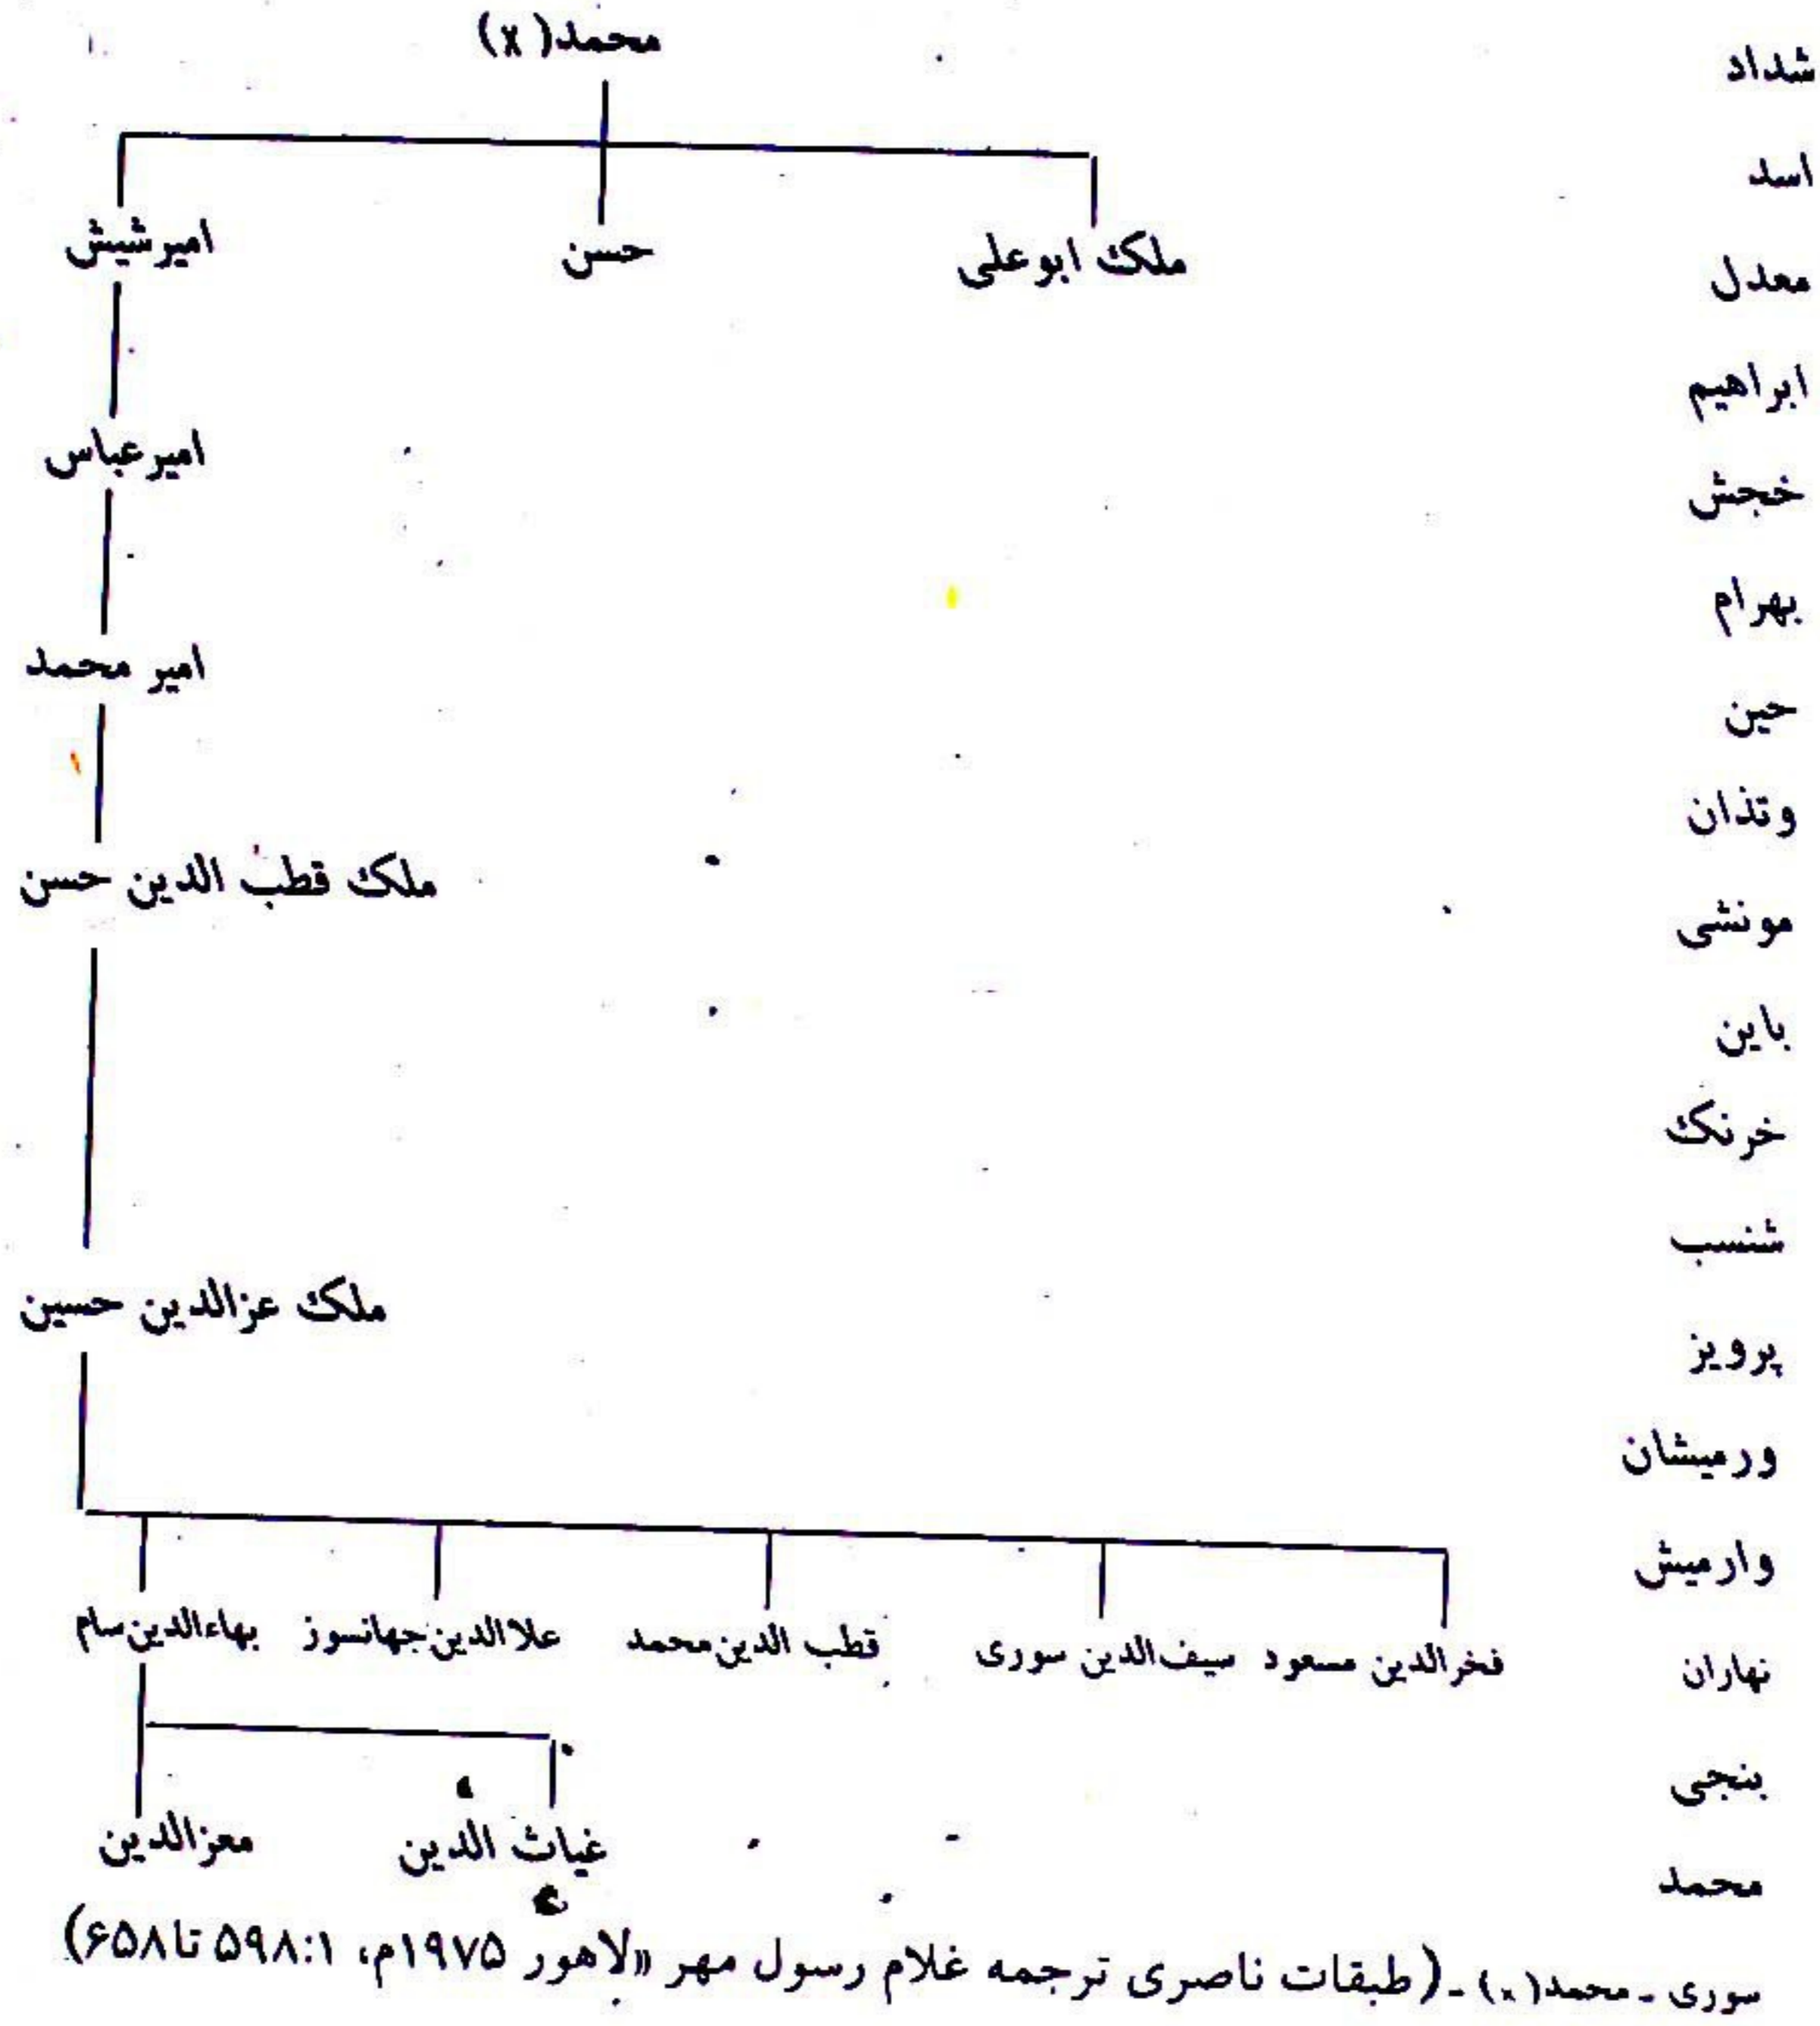 شداد
اسد
معدل
ابراهیم
خجش
بهرام
حین
وتذان
مونشی
باین
خرنک
شنسب
پرویز
ورمیشان
وارمیش
نهاران
بنجی
محمد
سوری - محمد(x) - (طبقات ناصری ترجمه غلام رسول مهر «لاهور ۱۹۷۵م، ۵۹۸:۱ تا ۶۵۸)
محمد(x)
ملک ابوعلی حسن امیرشیش
امیرعباس
امیر محمد
ملک قطب الدین حسن
ملک عزالدین حسین
فخرالدین مسعود سیف‌الدین سوری قطب الدین محمد علاالدین جهانسوز بهاءالدین سام
غیاث الدین معزالدین